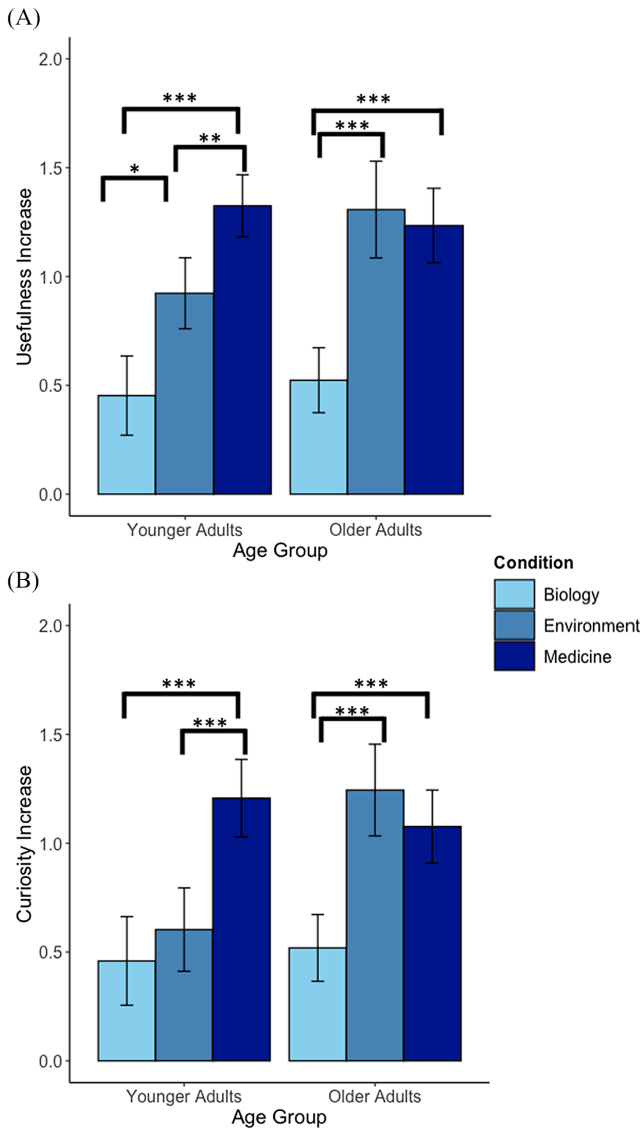 (A)
2.0
***
***
**
***
*
1.5
1.0
0.5
0.0
Usefulness Increase
Younger Adults
Older Adults
Age Group
(B)
Condition
Biology
Environment
Medicine
2.0
***
***
***
***
1.5
1.0
0.5
0.0
Curiosity Increase
Younger Adults
Older Adults
Age Group